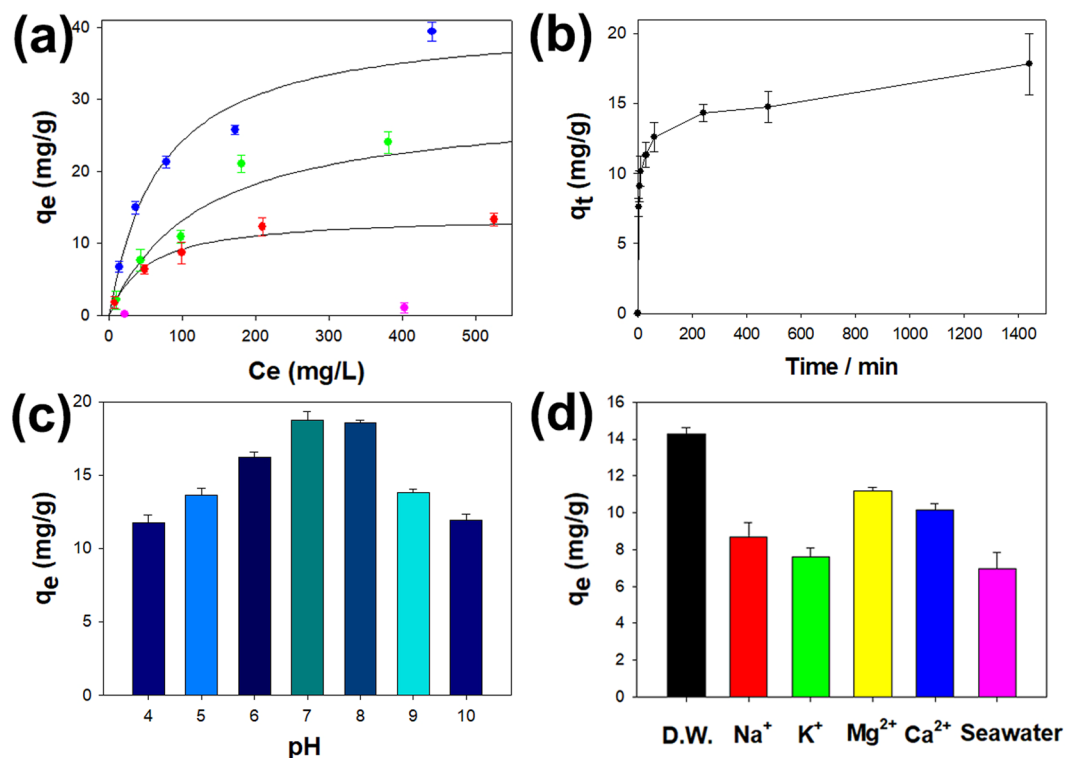 (a)
40
30
20
10
0
qe (mg/g)
0 100 200 300 400 500
Ce (mg/L)
(b)
20
15
10
5
0
qt (mg/g)
0 200 400 600 800 1000 1200 1400
Time / min
(c)
20
15
10
5
0
qe (mg/g)
4 5 6 7 8 9 10
pH
(d)
16
14
12
10
8
6
4
2
0
qe (mg/g)
D.W. Na⁺ K⁺ Mg²⁺ Ca²⁺ Seawater